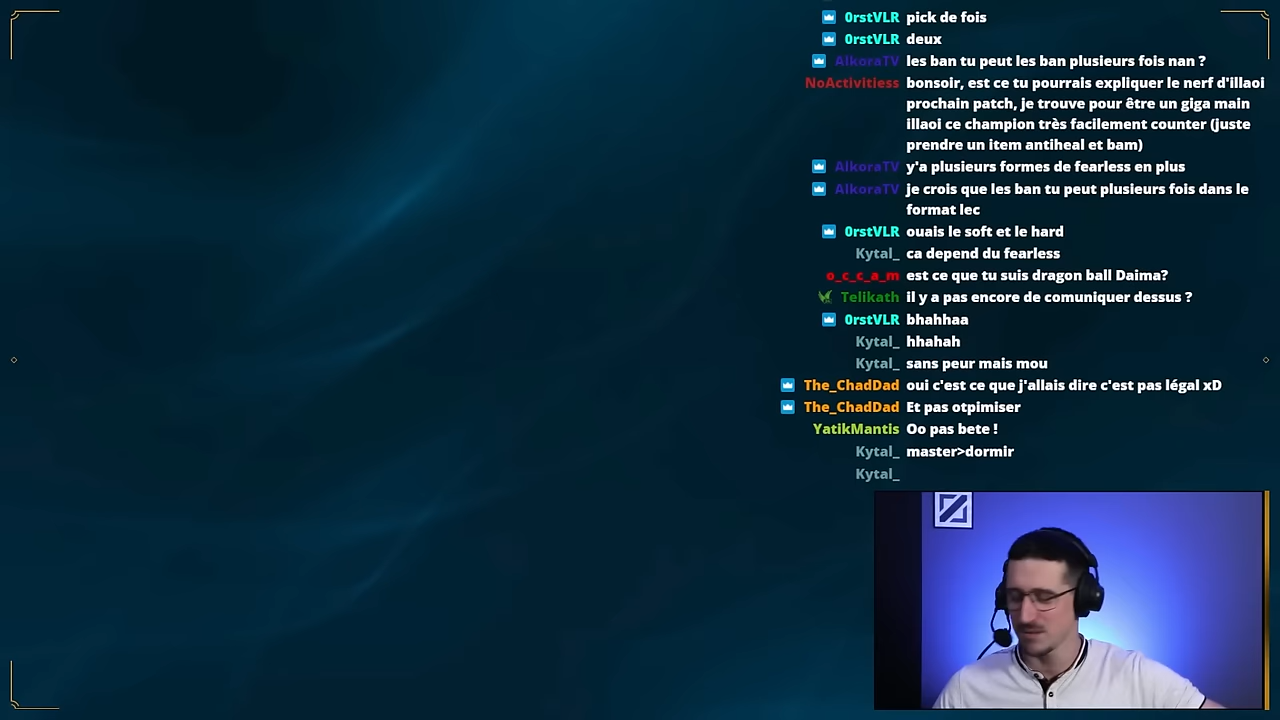 0rstVLR pick de fois
0rstVLR deux
AlkoraTV les ban tu peut les ban plusieurs fois nan ?
NoActivitless bonsoir, est ce tu pourrais expliquer le nerf d'illaoi
prochain patch, je trouve pour être un giga main
illaoi ce champion très facilement counter (juste
prendre un item antiheal et bam)
AlkoraTV y'a plusieurs formes de fearless en plus
AlkoraTV je crois que les ban tu peut plusieurs fois dans le
format lec
0rstVLR ouais le soft et le hard
Kytal_ ca depend du fearless
o_c_c_a_m est ce que tu suis dragon ball Daima?
Telikath il y a pas encore de comuniquer dessus ?
0rstVLR bhahhaa
Kytal_ hhahah
Kytal_ sans peur mais mou
The_ChadDad oui c'est ce que j'allais dire c'est pas légal xD
The_ChadDad Et pas otpimiser
YatikMantis Oo pas bete !
Kytal_ master>dormir
Kytal_